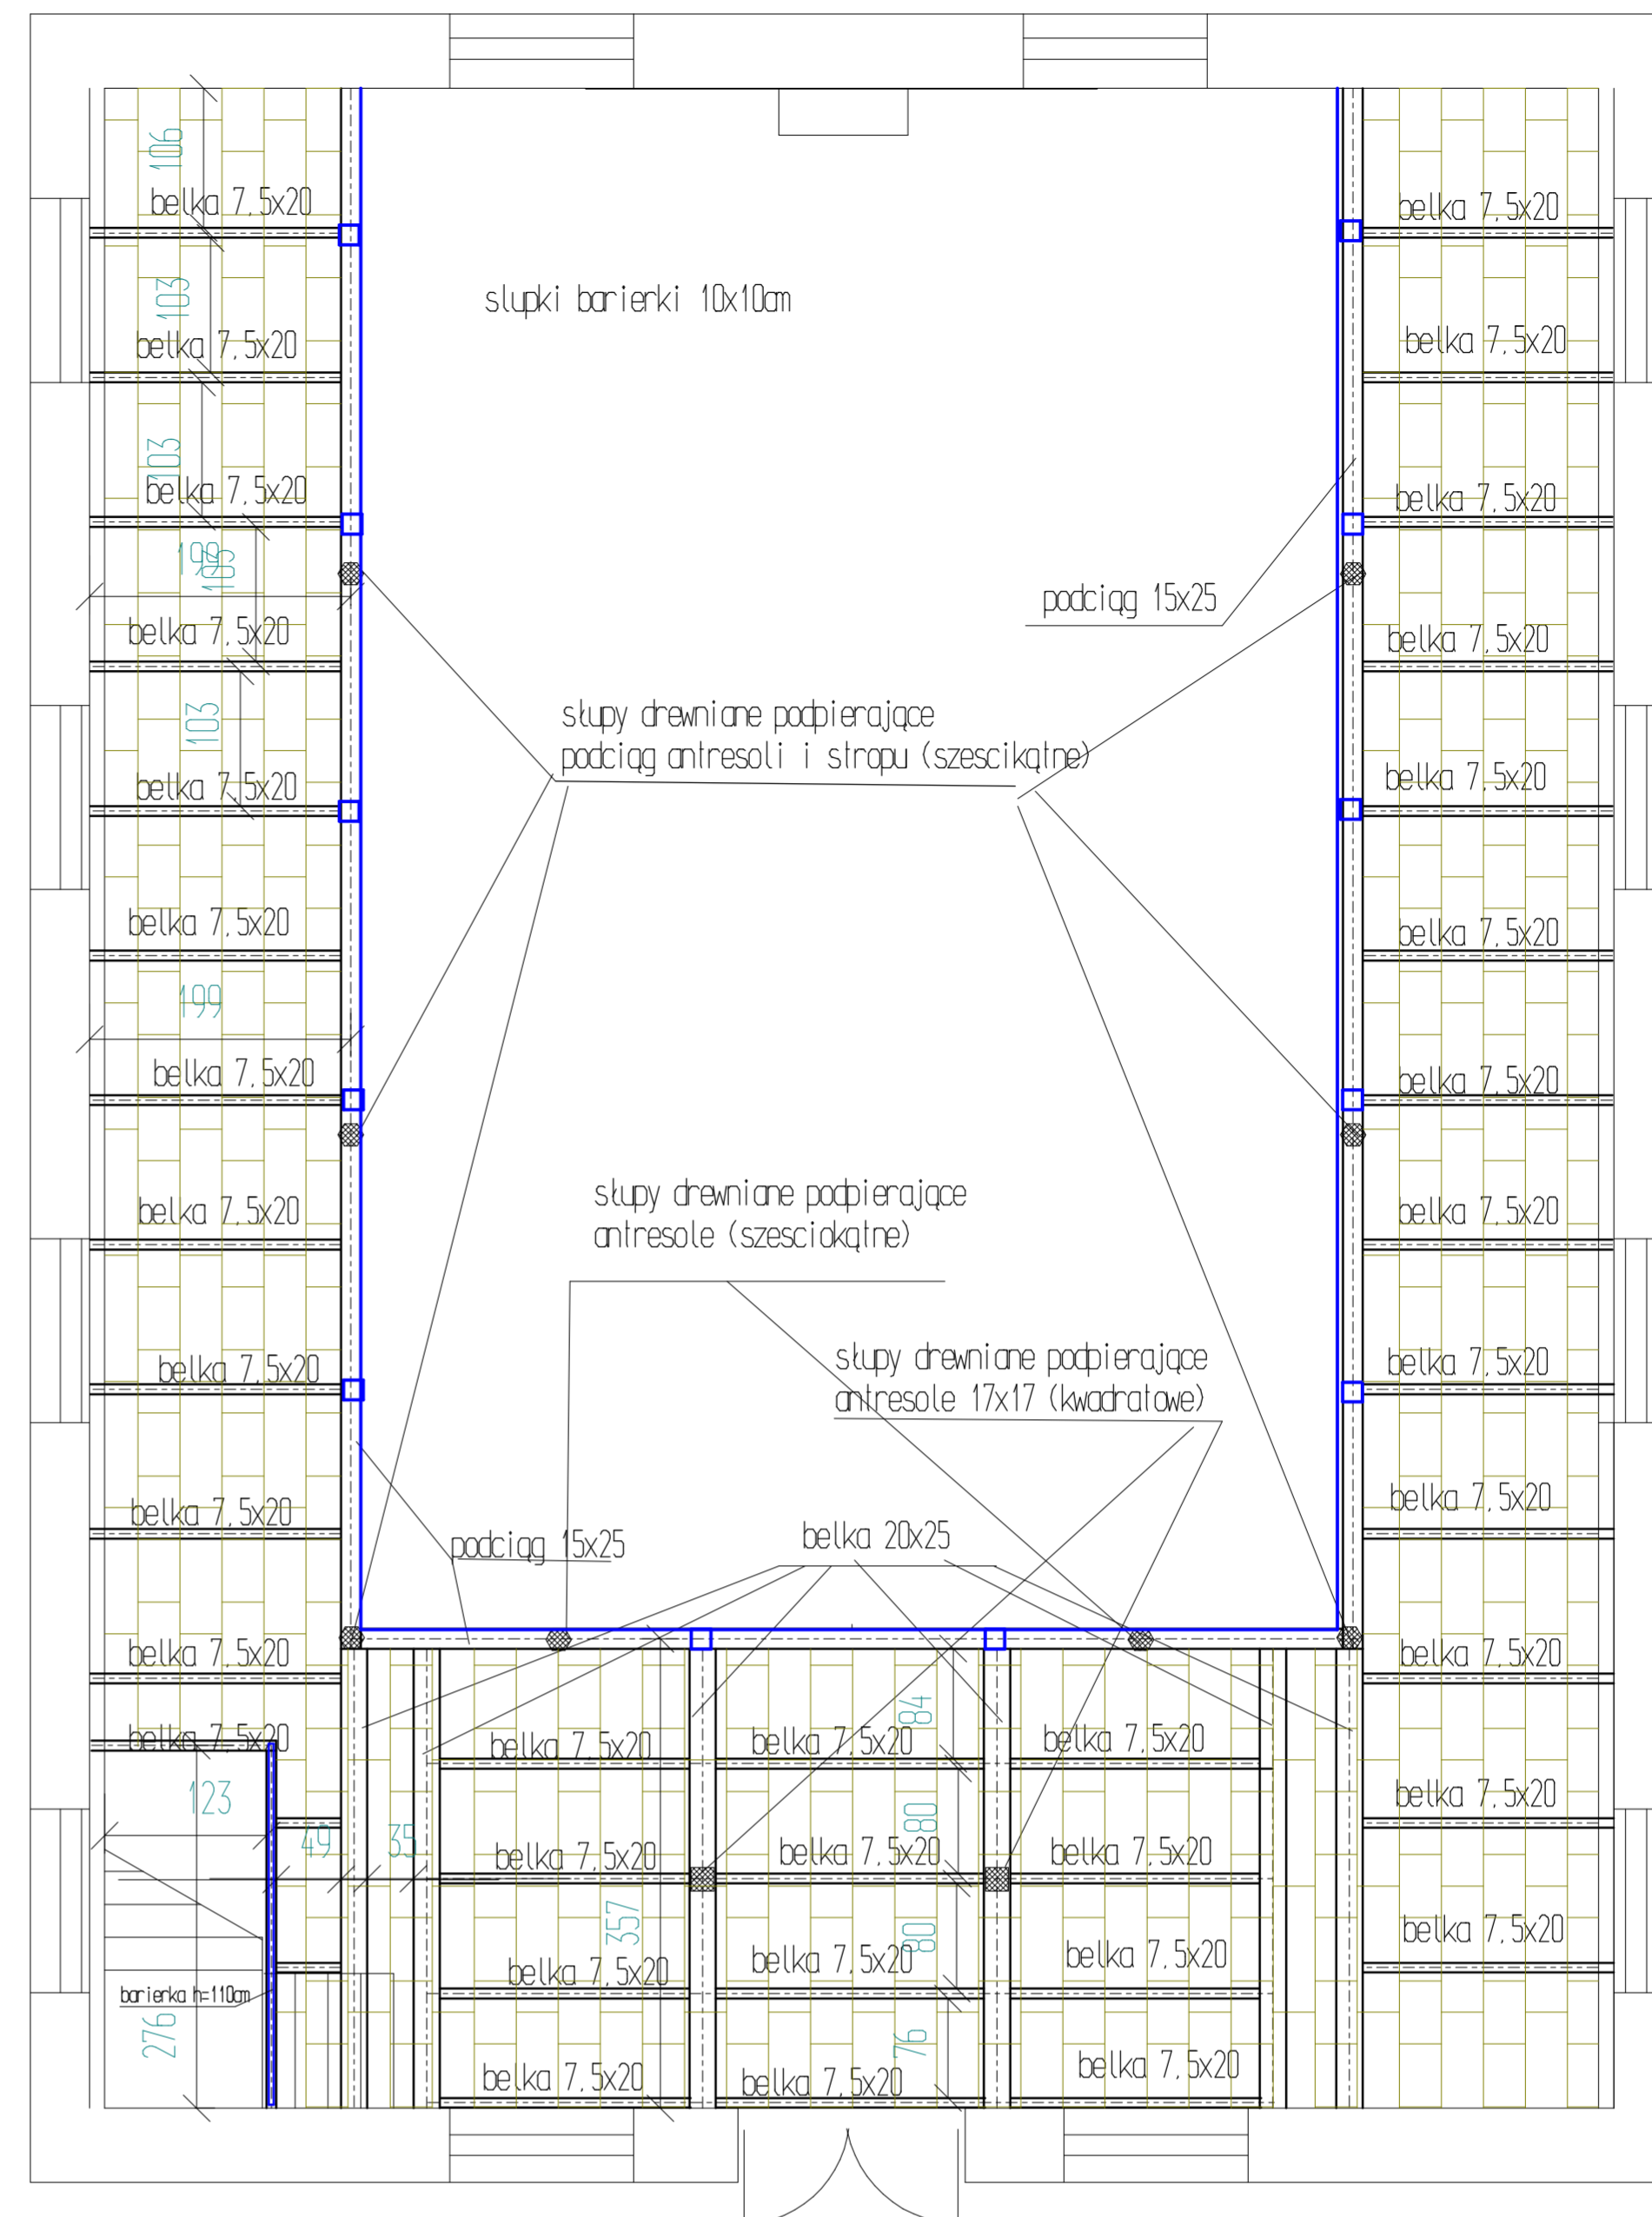 106
belka 7,5x20
belka 7,5x20
103
slupki barierki 10x10cm
belka 7,5x20
belka 7,5x20
103
belka 7,5x20
belka 7,5x20
199
103
podciąg 15x25
belka 7,5x20
belka 7,5x20
103
słupy drewniane podpierające
podciąg antresoli i stropu (szescikątne)
belka 7,5x20
belka 7,5x20
belka 7,5x20
belka 7,5x20
199
belka 7,5x20
belka 7,5x20
słupy drewniane podpierające
antresole (szesciokątne)
belka 7,5x20
belka 7,5x20
słupy drewniane podpierające
antresole 17x17 (kwadratowe)
belka 7,5x20
belka 7,5x20
belka 7,5x20
belka 7,5x20
podciąg 15x25
belka 20x25
belka 7,5x20
belka 7,5x20
84
belka 7,5x20
belka 7,5x20
belka 7,5x20
belka 7,5x20
123
belka 7,5x20
80
49
35
belka 7,5x20
belka 7,5x20
belka 7,5x20
357
80
belka 7,5x20
belka 7,5x20
belka 7,5x20
belka 7,5x20
barierka h=110cm
276
76
belka 7,5x20
belka 7,5x20
belka 7,5x20